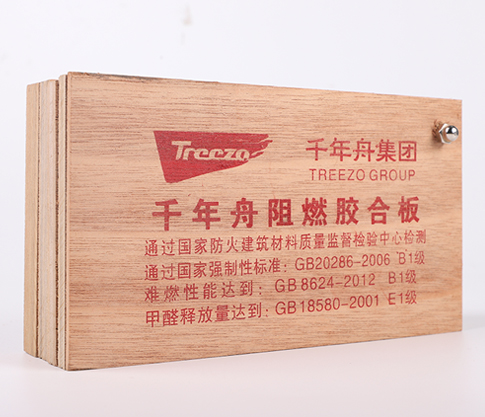 Treezo
千年舟集团
TREEZO GROUP
千年舟阻燃胶合板
通过国家防火建筑材料质量监督检验中心检测
通过国家强制性标准：GB20286-2006 B1级
难燃性能达到：GB8624-2012 B1级
甲醛释放量达到：GB18580-2001 E1级